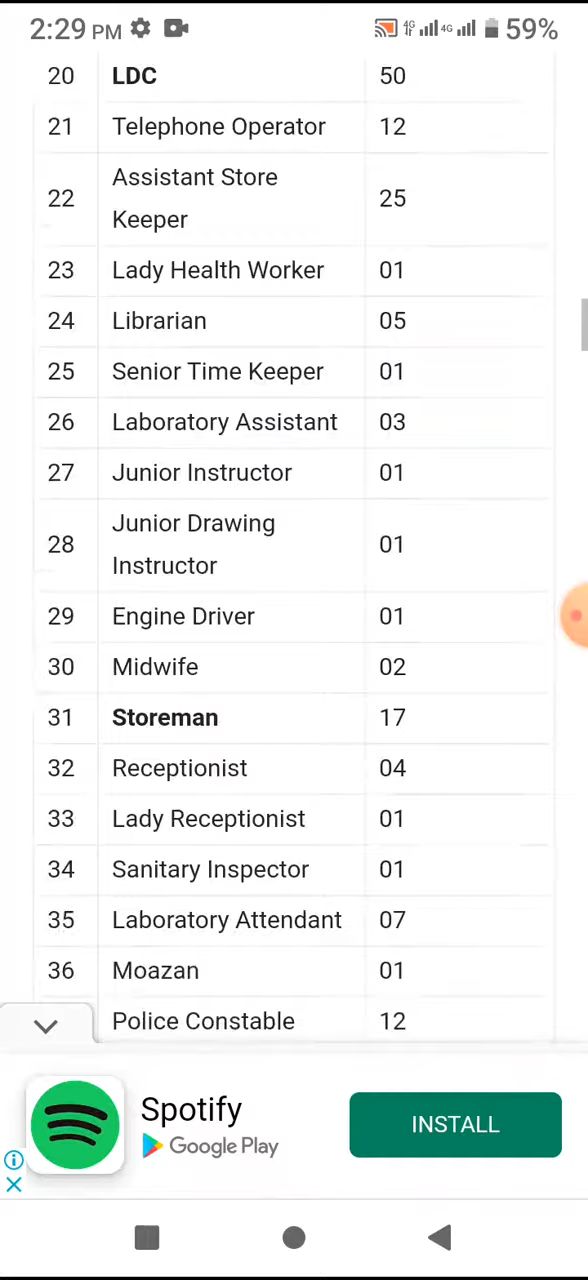 2:29 PM 4G 4G 59%
20 LDC 50
21 Telephone Operator 12
Assistant Store
22 25
Keeper
23 Lady Health Worker 01
24 Librarian 05
25 Senior Time Keeper 01
26 Laboratory Assistant 03
27 Junior Instructor 01
Junior Drawing
28 01
Instructor
29 Engine Driver 01
30 Midwife 02
31 Storeman 17
32 Receptionist 04
33 Lady Receptionist 01
34 Sanitary Inspector 01
35 Laboratory Attendant 07
36 Moazan 01
Police Constable 12
Spotify
Google Play
INSTALL